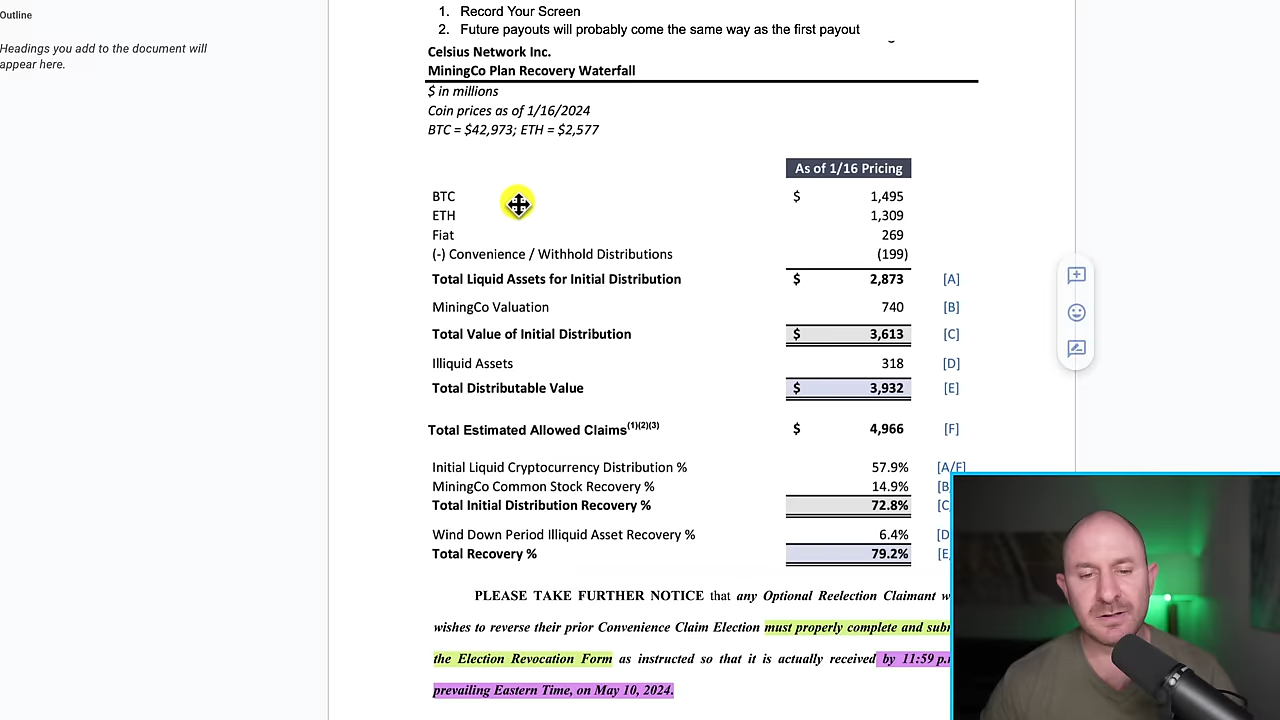 Outline
Headings you add to the document will
appear here.
1. Record Your Screen
2. Future payouts will probably come the same way as the first payout
Celsius Network Inc.
MiningCo Plan Recovery Waterfall
$ in millions
Coin prices as of 1/16/2024
BTC = $42,973; ETH = $2,577
As of 1/16 Pricing
BTC $ 1,495
ETH 1,309
Fiat 269
(-) Convenience / Withhold Distributions (199)
Total Liquid Assets for Initial Distribution $ 2,873 [A]
MiningCo Valuation 740 [B]
Total Value of Initial Distribution $ 3,613 [C]
Illiquid Assets 318 [D]
Total Distributable Value $ 3,932 [E]
Total Estimated Allowed Claims(1)(2)(3) $ 4,966 [F]
Initial Liquid Cryptocurrency Distribution % 57.9% [A/F]
MiningCo Common Stock Recovery % 14.9% [B
Total Initial Distribution Recovery % 72.8% [C
Wind Down Period Illiquid Asset Recovery % 6.4% [D
Total Recovery % 79.2% [E
PLEASE TAKE FURTHER NOTICE that any Optional Reelection Claimant
wishes to reverse their prior Convenience Claim Election must properly complete and
the Election Revocation Form as instructed so that it is actually received by 11:59
prevailing Eastern Time, on May 10, 2024.